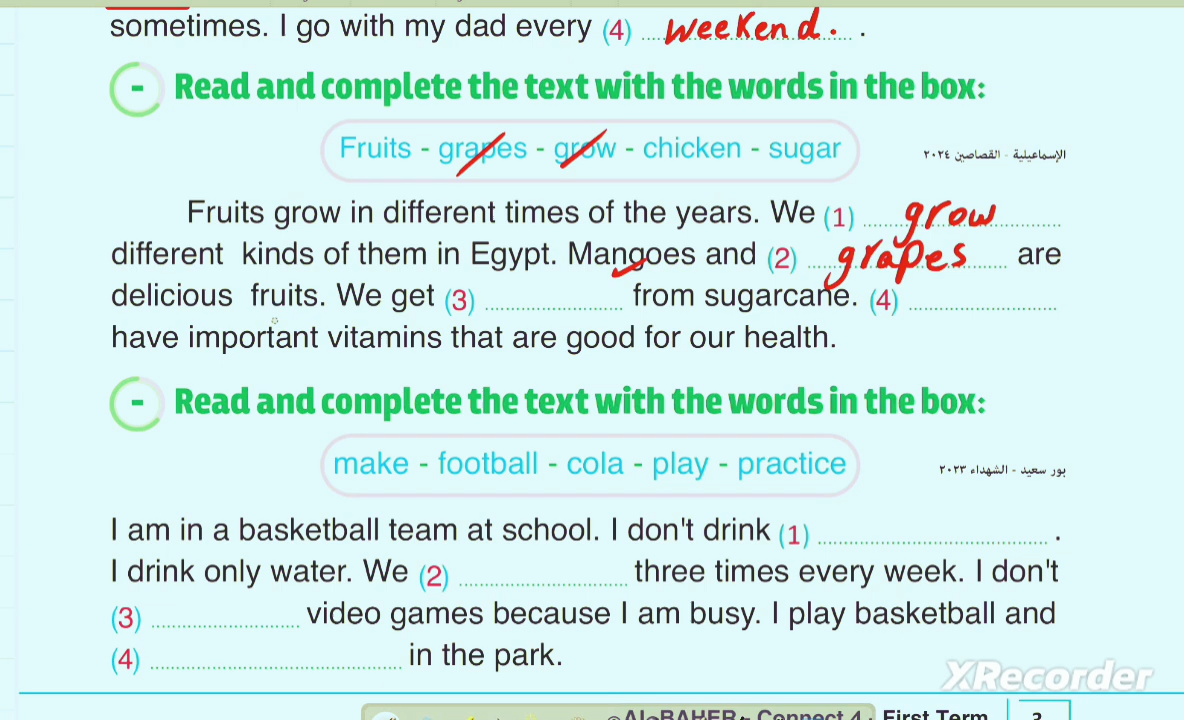 sometimes. I go with my dad every (4) .... weekend. .... .
- Read and complete the text with the words in the box:
Fruits - grapes - grow - chicken - sugar
الإسماعيلية - القصاصين ٢٠٢٤
Fruits grow in different times of the years. We (1) .... grow ....
different kinds of them in Egypt. Mangoes and (2) .... grapes .... are
delicious fruits. We get (3) ........................ from sugarcane. (4) ........................
have important vitamins that are good for our health.
- Read and complete the text with the words in the box:
make - football - cola - play - practice
بور سعيد - الشهداء ٢٠٢٣
I am in a basketball team at school. I don't drink (1) ........................................ .
I drink only water. We (2) ............................. three times every week. I don't
(3) .......................... video games because I am busy. I play basketball and
(4) ............................................ in the park.
XRecorder
Connect 4 - First Term